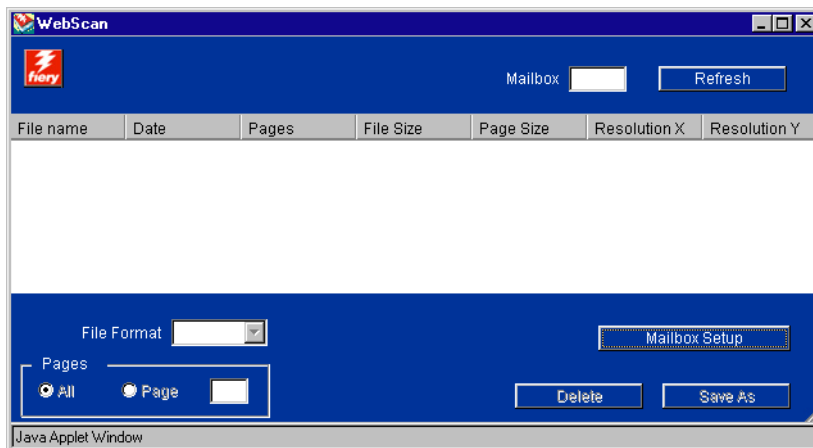 WebScan
fiery
Mailbox
Refresh
File name Date Pages File Size Page Size Resolution X Resolution Y
File Format
Mailbox Setup
Pages
All Page
Delete Save As
Java Applet Window